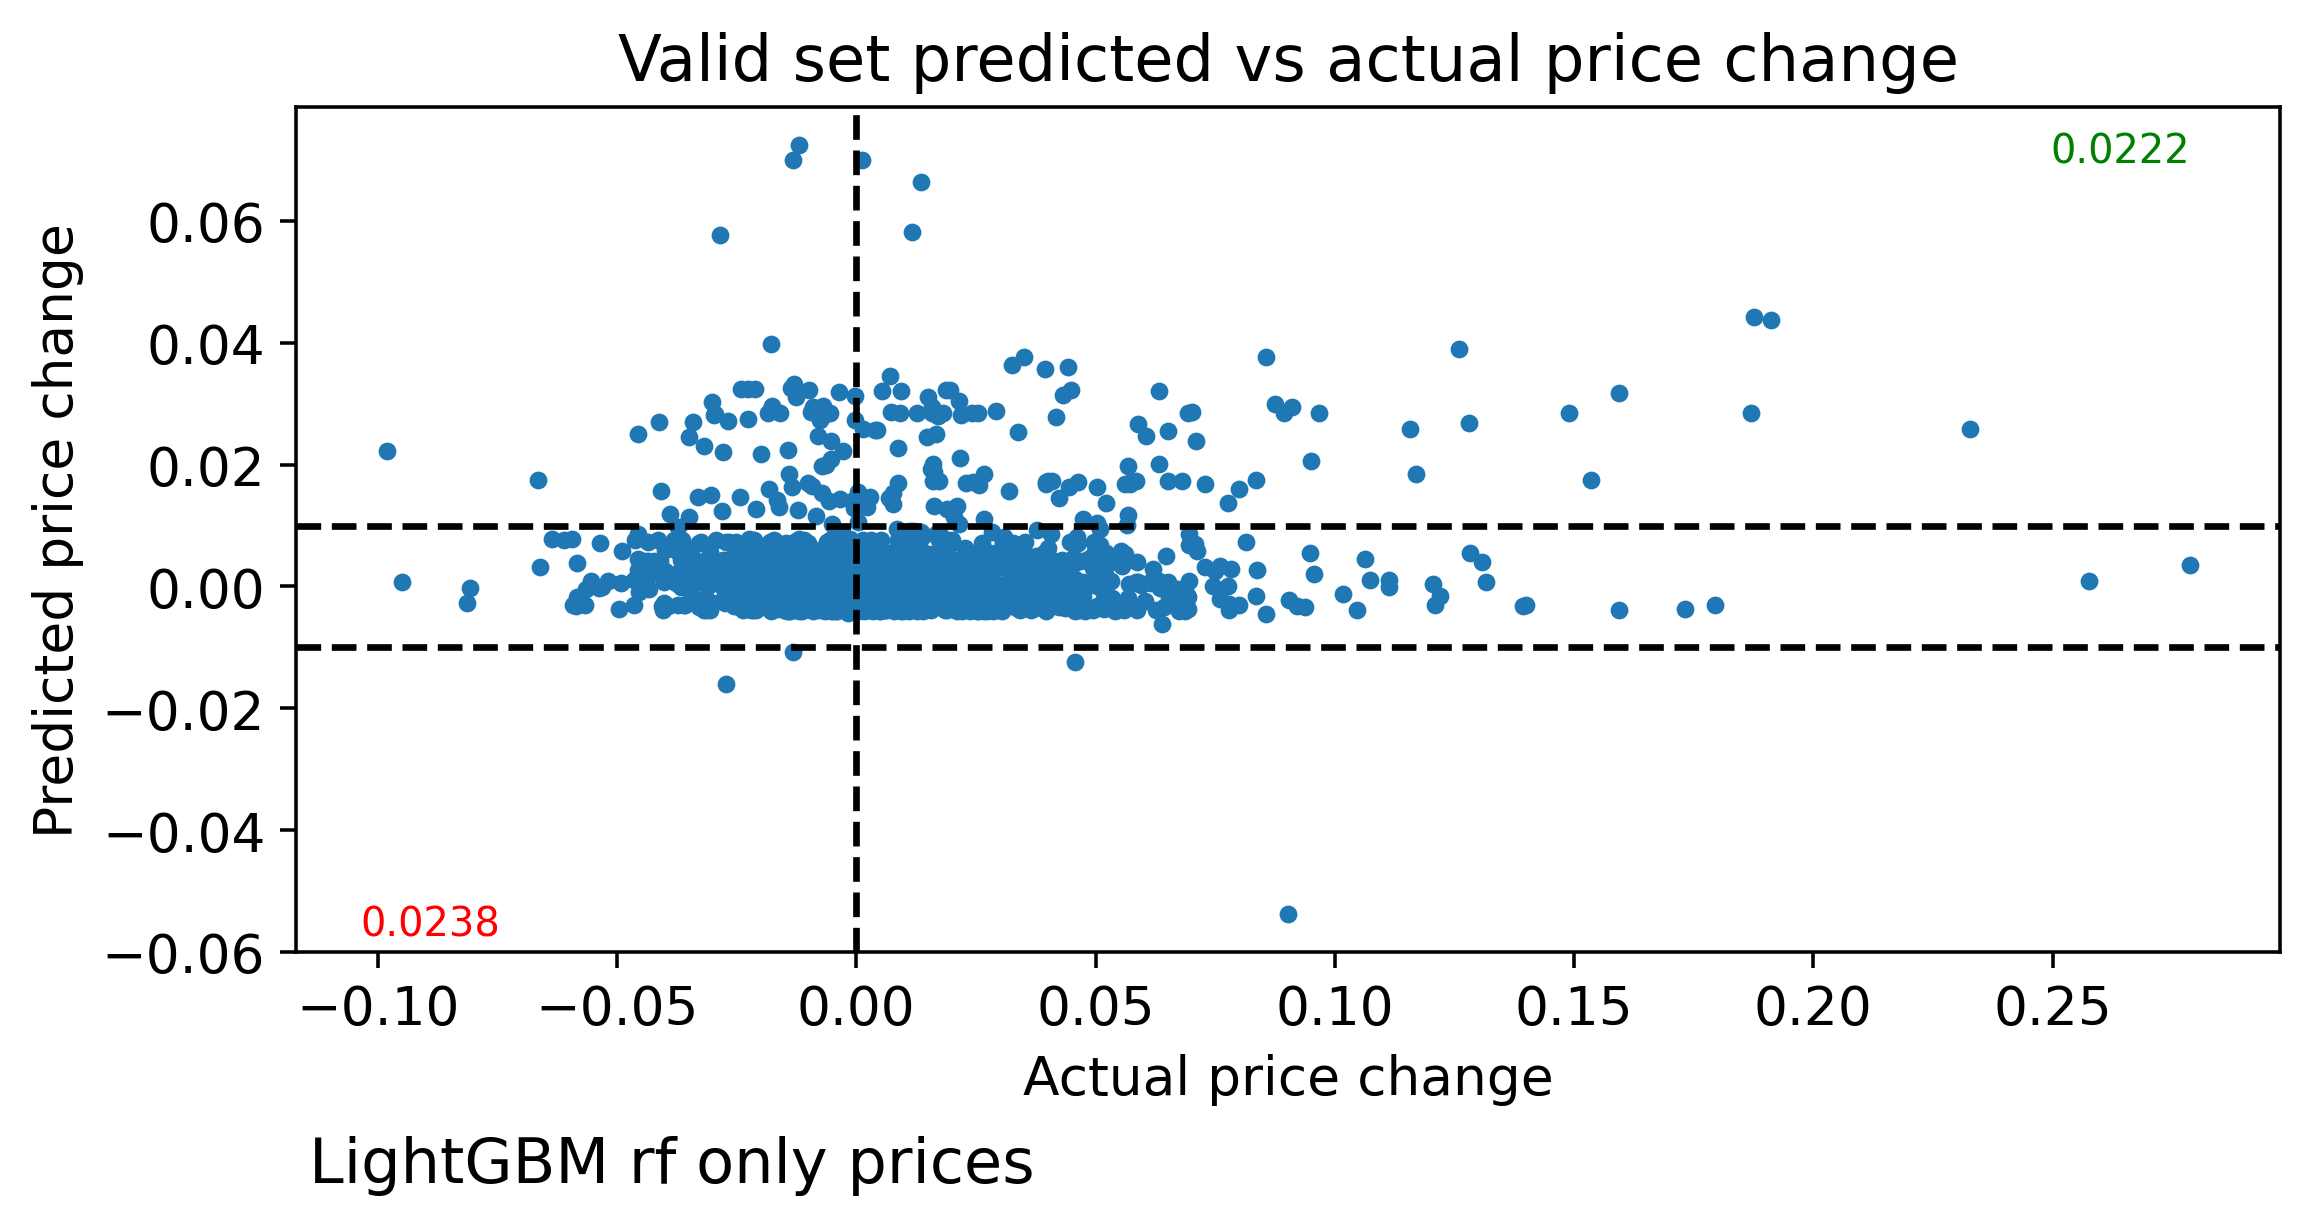 Valid set predicted vs actual price change
0.0222
Predicted price change
0.06
0.04
0.02
0.00
−0.02
−0.04
−0.06
0.0238
−0.10 −0.05 0.00 0.05 0.10 0.15 0.20 0.25
Actual price change
LightGBM rf only prices